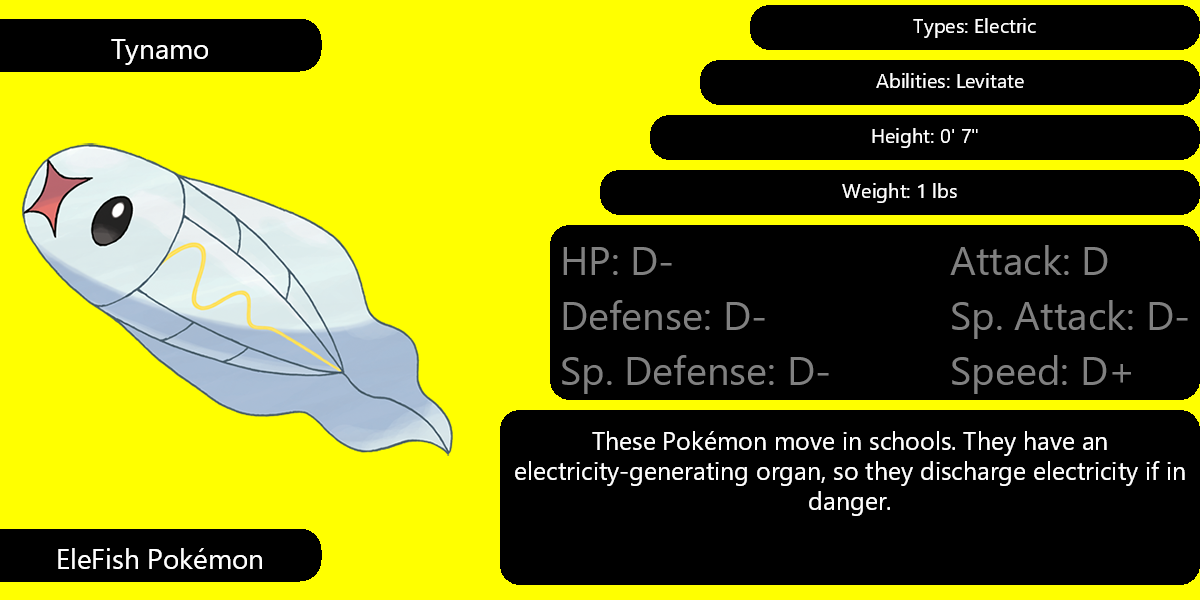 Tynamo
Types: Electric
Abilities: Levitate
Height: 0' 7"
Weight: 1 lbs
HP: D-
Attack: D
Defense: D-
Sp. Attack: D-
Sp. Defense: D-
Speed: D+
These Pokémon move in schools. They have an
electricity-generating organ, so they discharge electricity if in
danger.
EleFish Pokémon